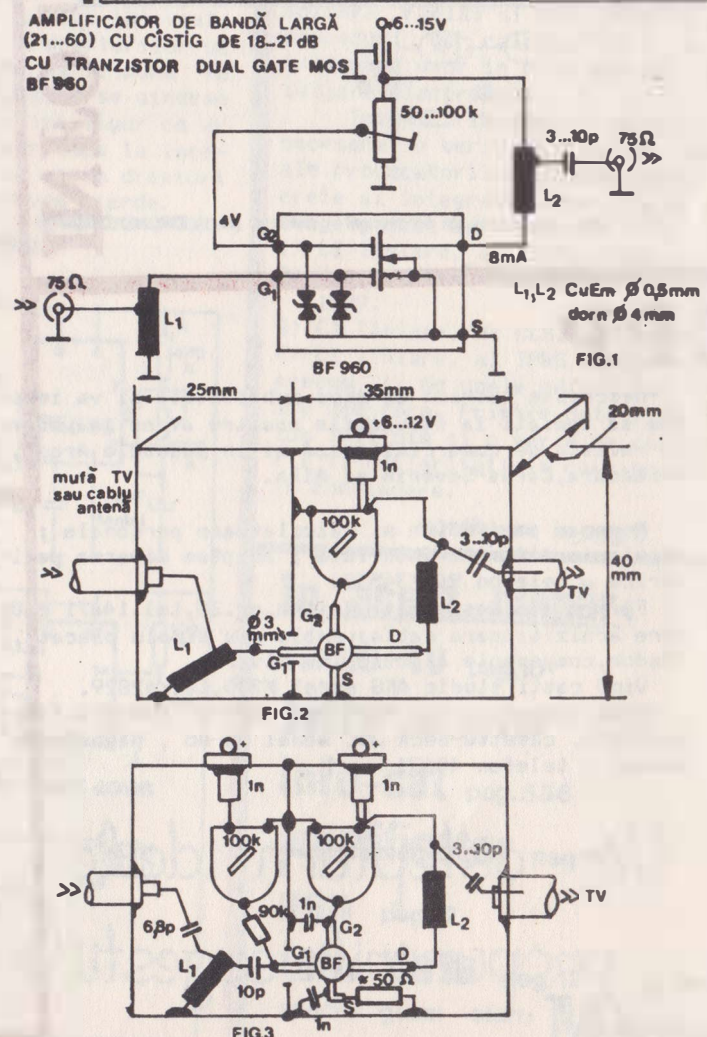 AMPLIFICATOR DE BANDĂ LARGĂ
(21...60) CU CÎSTIG DE 18...21 dB
CU TRANZISTOR DUAL GATE MOS
BF 960
6...15V
50...100k
3...10p
75Ω
L2
4V
G2
D
8mA
75Ω
G1
L1
S
L1,L2 CuEm Ø 0,5mm
dorn Ø 4mm
BF 960
FIG.1
25mm
35mm
20mm
+6...12V
1n
mufă TV
sau cablu
antenă
100k
3...10p
40
mm
TV
L2
G2
Ø3
mm
L1
G1
BF
D
S
FIG.2
+
+
1n
1n
100k
100k
3...10p
TV
1n
90k
G2
L2
6,8p
G1
BF
D
L1
10p
≈50Ω
S
1n
FIG.3